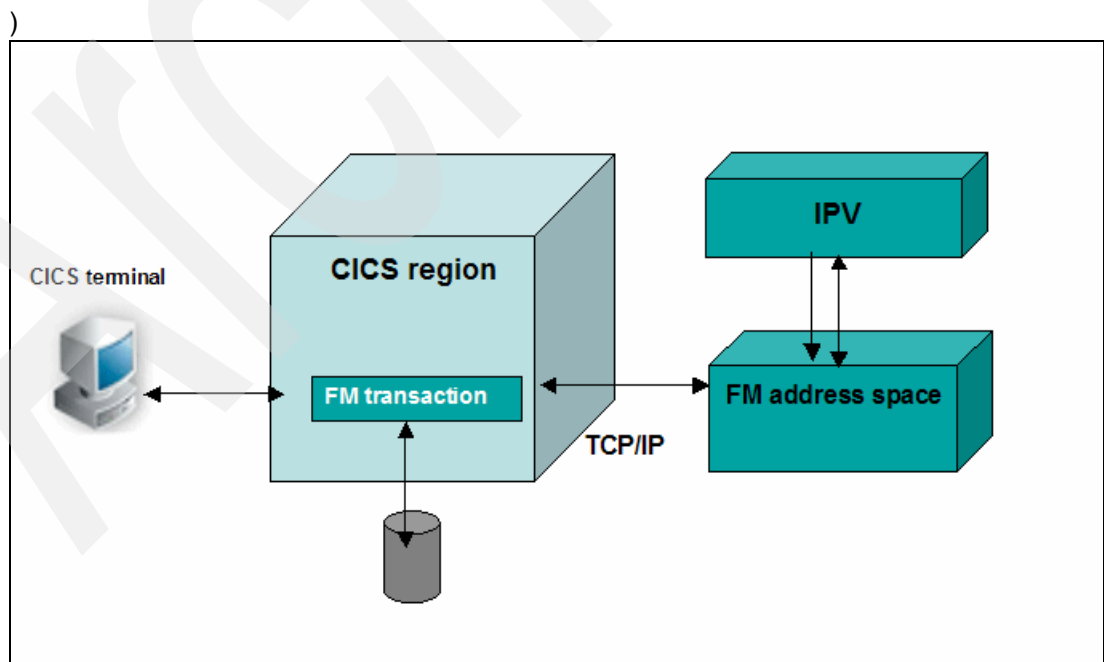 )
CICS terminal
CICS region
FM transaction
TCP/IP
IPV
FM address space